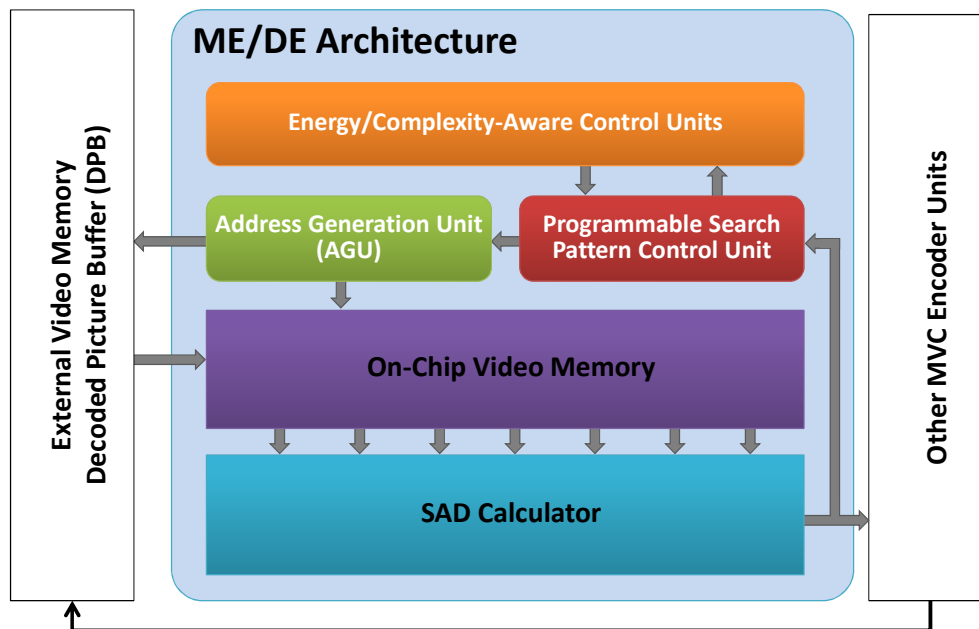 ME/DE Architecture
Energy/Complexity-Aware Control Units
Address Generation Unit
(AGU)
Programmable Search
Pattern Control Unit
On-Chip Video Memory
SAD Calculator
External Video Memory
Decoded Picture Buffer (DPB)
Other MVC Encoder Units